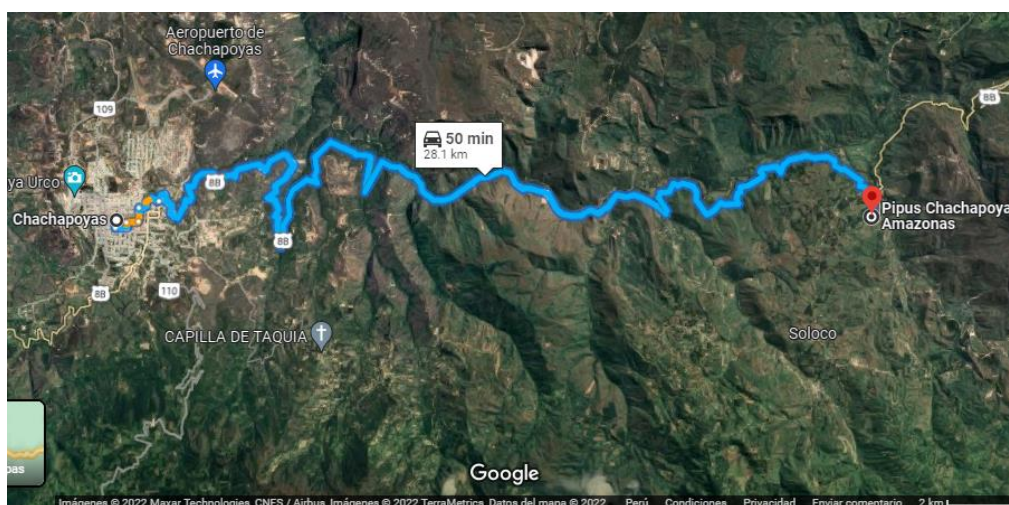 Aeropuerto de
Chachapoyas
109
8B
50 min
28.1 km
ya Urco
8B
Chachapoyas
Pipus Chachapoya
Amazonas
8B
8B
110
CAPILLA DE TAQUIA
Soloco
pas
Google
Imágenes © 2022 Maxar Technologies, CNES / Airbus, Imágenes © 2022 TerraMetrics, Datos del mapa © 2022 Perú Condiciones Privacidad Enviar comentario 2 km